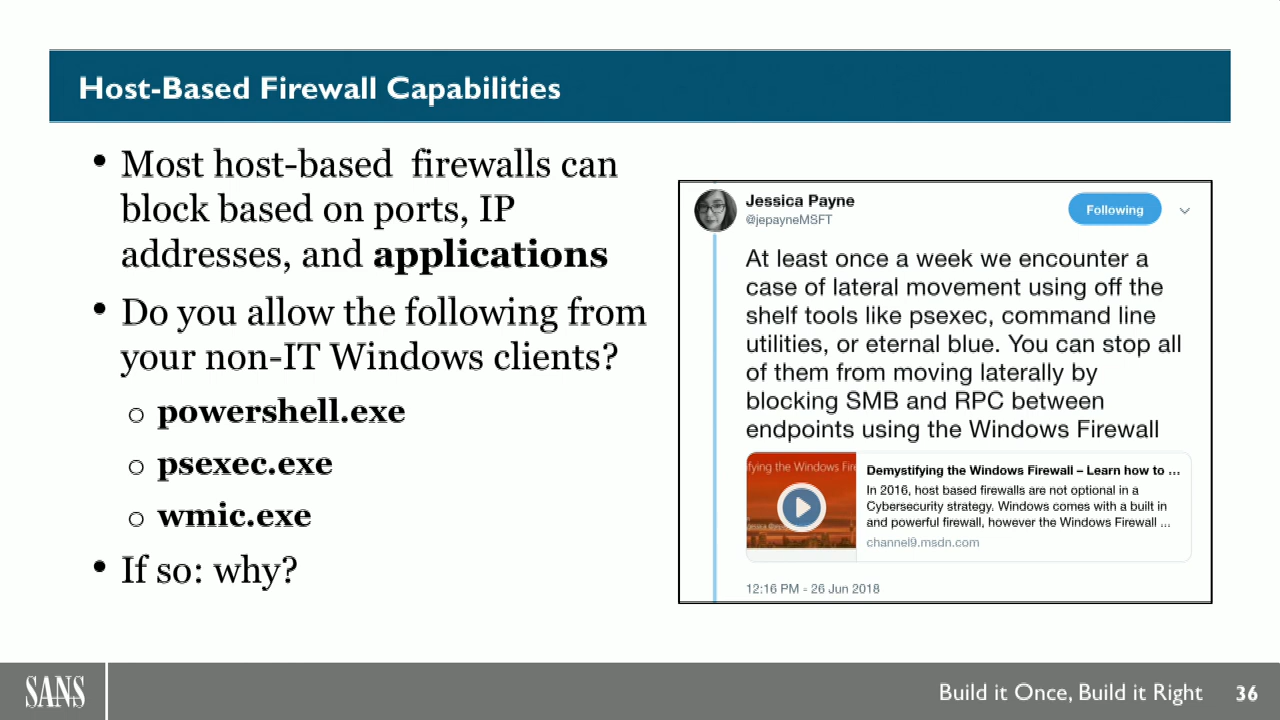 Host-Based Firewall Capabilities
• Most host-based firewalls can
block based on ports, IP
addresses, and applications
• Do you allow the following from
your non-IT Windows clients?
o powershell.exe
o psexec.exe
o wmic.exe
• If so: why?
Jessica Payne
@jepayneMSFT
Following
At least once a week we encounter a
case of lateral movement using off the
shelf tools like psexec, command line
utilities, or eternal blue. You can stop all
of them from moving laterally by
blocking SMB and RPC between
endpoints using the Windows Firewall
fying the Windows Fire
Demystifying the Windows Firewall – Learn how to ...
In 2016, host based firewalls are not optional in a
Cybersecurity strategy. Windows comes with a built in
and powerful firewall, however the Windows Firewall ...
channel9.msdn.com
12:16 PM - 26 Jun 2018
SANS
Build it Once, Build it Right
36